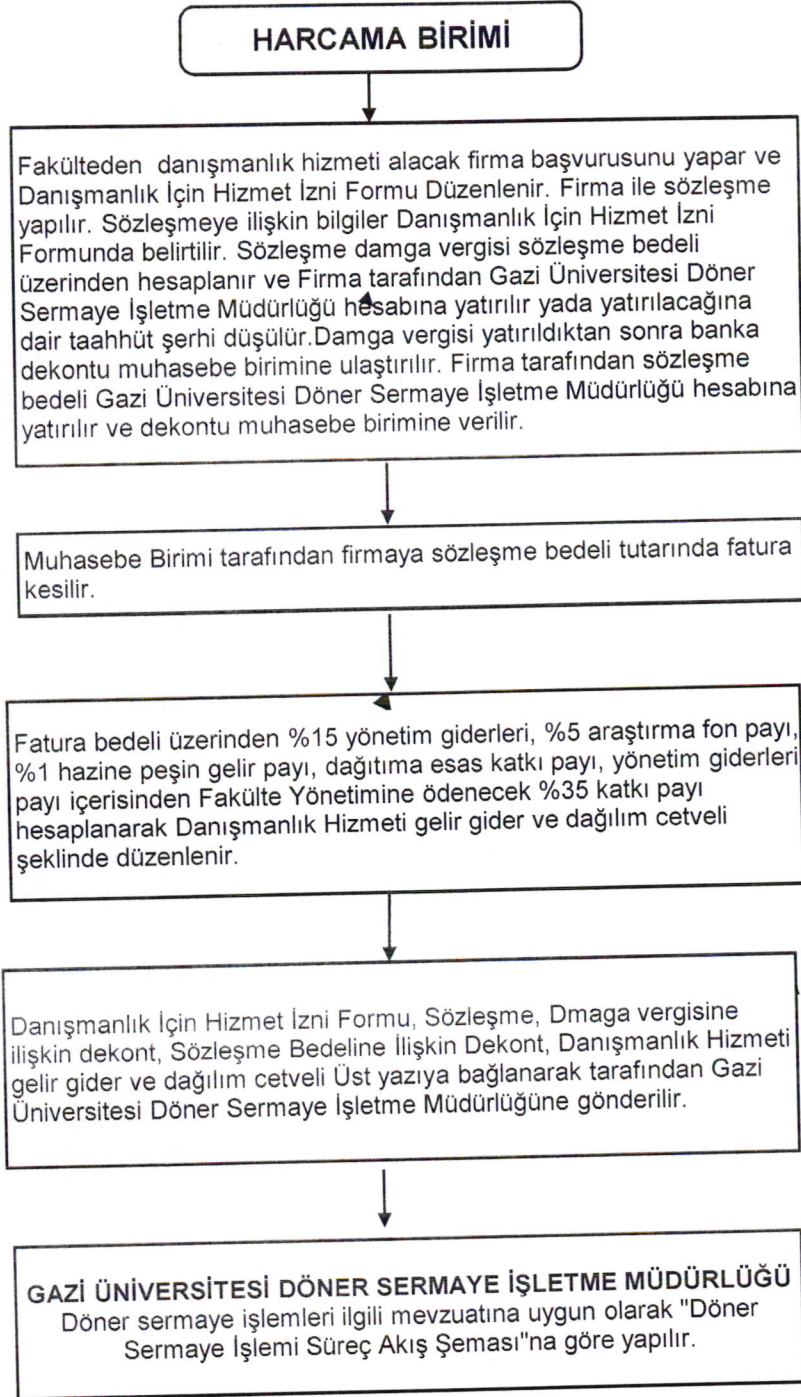 HARCAMA BİRİMİ
Fakülteden danışmanlık hizmeti alacak firma başvurusunu yapar ve
Danışmanlık İçin Hizmet İzni Formu Düzenlenir. Firma ile sözleşme
yapılır. Sözleşmeye ilişkin bilgiler Danışmanlık İçin Hizmet İzni
Formunda belirtilir. Sözleşme damga vergisi sözleşme bedeli
üzerinden hesaplanır ve Firma tarafından Gazi Üniversitesi Döner
Sermaye İşletme Müdürlüğü hesabına yatırılır yada yatırılacağına
dair taahhüt şerhi düşülür.Damga vergisi yatırıldıktan sonra banka
dekontu muhasebe birimine ulaştırılır. Firma tarafından sözleşme
bedeli Gazi Üniversitesi Döner Sermaye İşletme Müdürlüğü hesabına
yatırılır ve dekontu muhasebe birimine verilir.
Muhasebe Birimi tarafından firmaya sözleşme bedeli tutarında fatura
kesilir.
Fatura bedeli üzerinden %15 yönetim giderleri, %5 araştırma fon payı,
%1 hazine peşin gelir payı, dağıtıma esas katkı payı, yönetim giderleri
payı içerisinden Fakülte Yönetimine ödenecek %35 katkı payı
hesaplanarak Danışmanlık Hizmeti gelir gider ve dağılım cetveli
şeklinde düzenlenir.
Danışmanlık İçin Hizmet İzni Formu, Sözleşme, Dmaga vergisine
ilişkin dekont, Sözleşme Bedeline İlişkin Dekont, Danışmanlık Hizmeti
gelir gider ve dağılım cetveli Üst yazıya bağlanarak tarafından Gazi
Üniversitesi Döner Sermaye İşletme Müdürlüğüne gönderilir.
GAZİ ÜNİVERSİTESİ DÖNER SERMAYE İŞLETME MÜDÜRLÜĞÜ
Döner sermaye işlemleri ilgili mevzuatına uygun olarak "Döner
Sermaye İşlemi Süreç Akış Şeması"na göre yapılır.